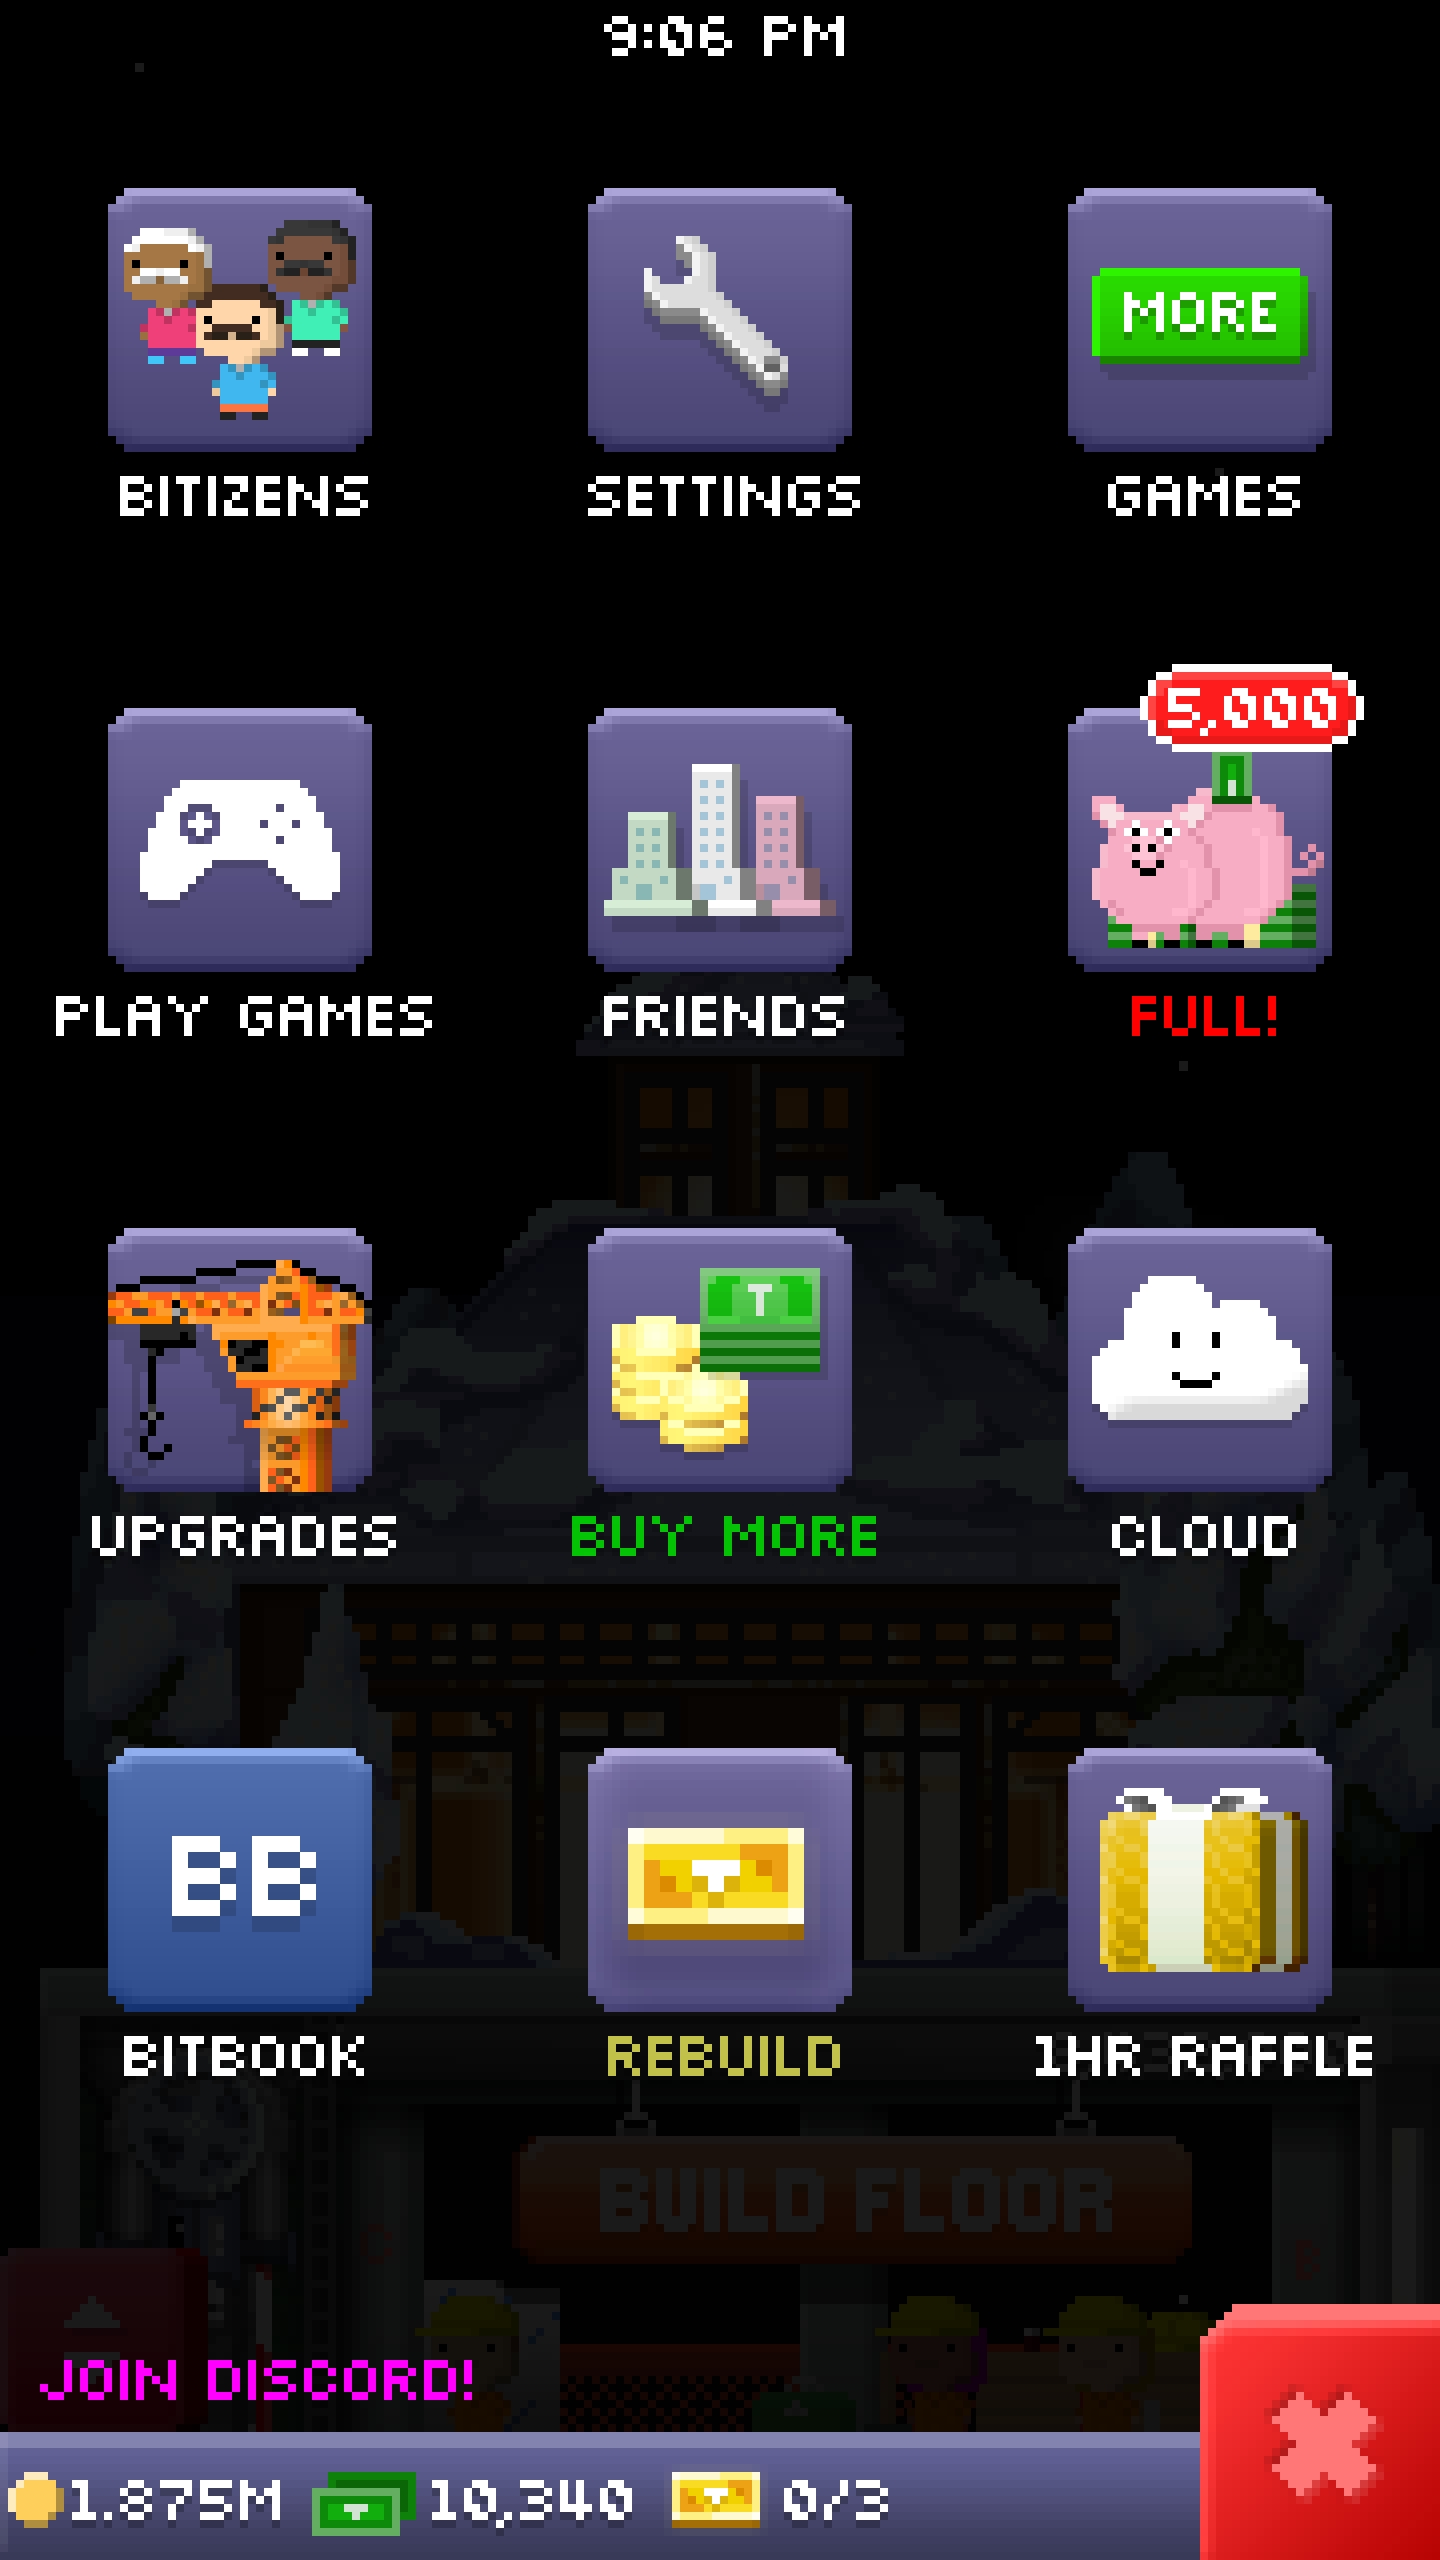 9:06 PM
MORE
BITIZENS
SETTINGS
GAMES
5,000
PLAY GAMES
FRIENDS
FULL!
T
UPGRADES
BUY MORE
CLOUD
BB
BITBOOK
REBUILD
1HR RAFFLE
BUILD FLOOR
JOIN DISCORD!
1.875M 10,340 0/3